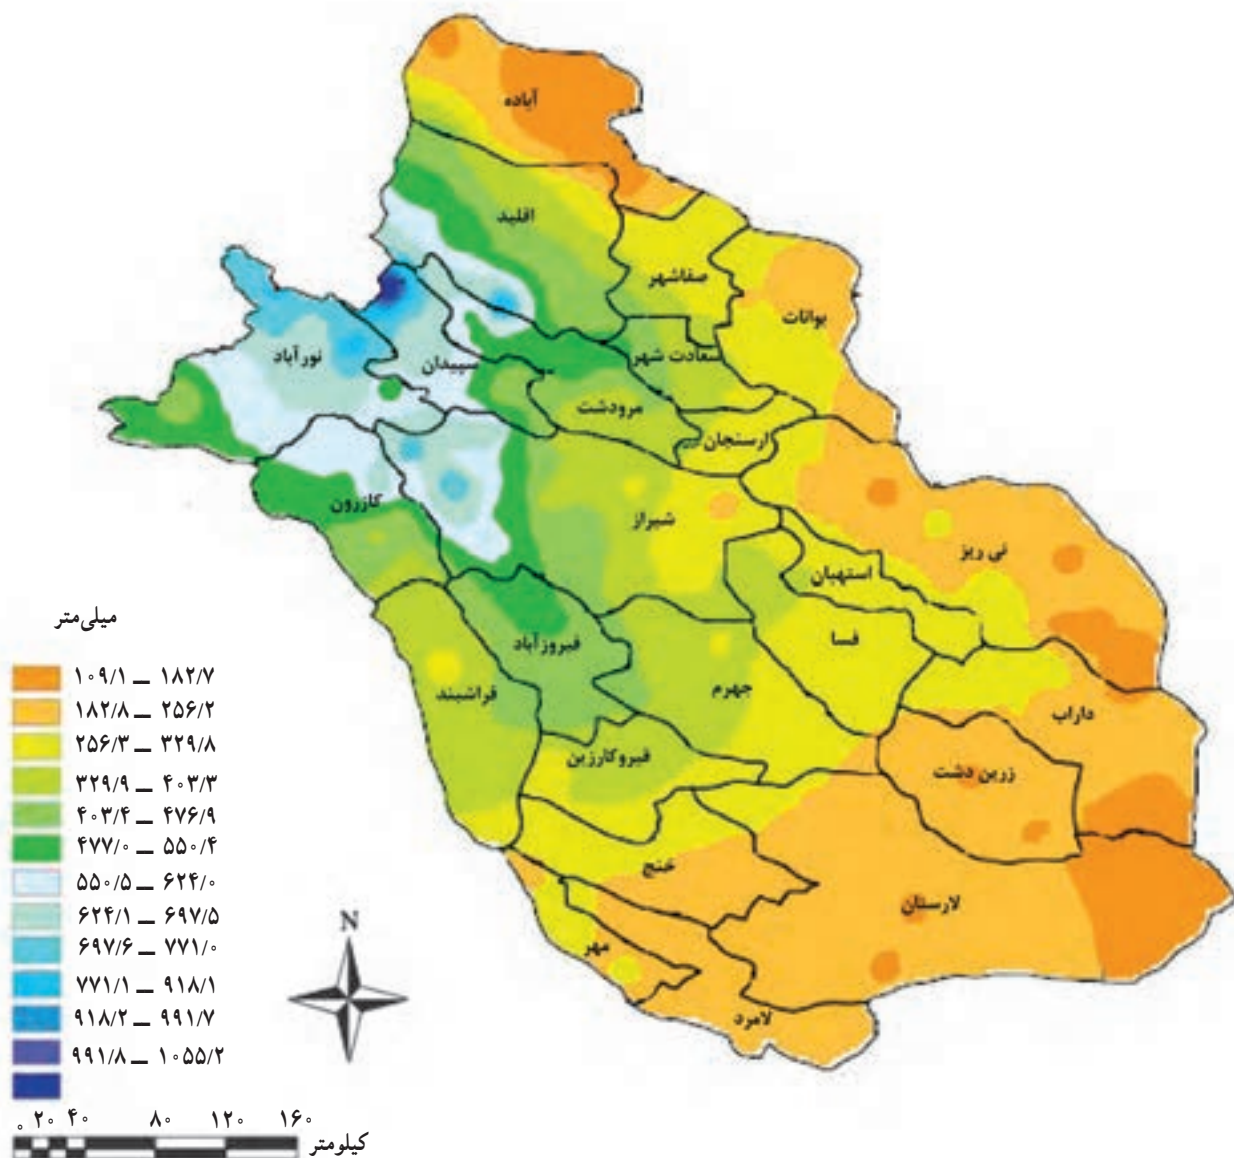 آباده
اقلید
صفاشهر
بوانات
سعادت شهر
نورآباد
سپیدان
مرودشت
ارسنجان
کازرون
شیراز
نی ریز
استهبان
فسا
فیروزآباد
جهرم
فراشبند
داراب
فیروکارزین
زرین دشت
خنج
لارستان
مهر
لامرد
میلی‌متر
۱۰۹/۱ — ۱۸۲/۷
۱۸۲/۸ — ۲۵۶/۲
۲۵۶/۳ — ۳۲۹/۸
۳۲۹/۹ — ۴۰۳/۳
۴۰۳/۴ — ۴۷۶/۹
۴۷۷/۰ — ۵۵۰/۴
۵۵۰/۵ — ۶۲۴/۰
۶۲۴/۱ — ۶۹۷/۵
۶۹۷/۶ — ۷۷۱/۰
۷۷۱/۱ — ۹۱۸/۱
۹۱۸/۲ — ۹۹۱/۷
۹۹۱/۸ — ۱۰۵۵/۲
N
۰ ۲۰ ۴۰ ۸۰ ۱۲۰ ۱۶۰
کیلومتر